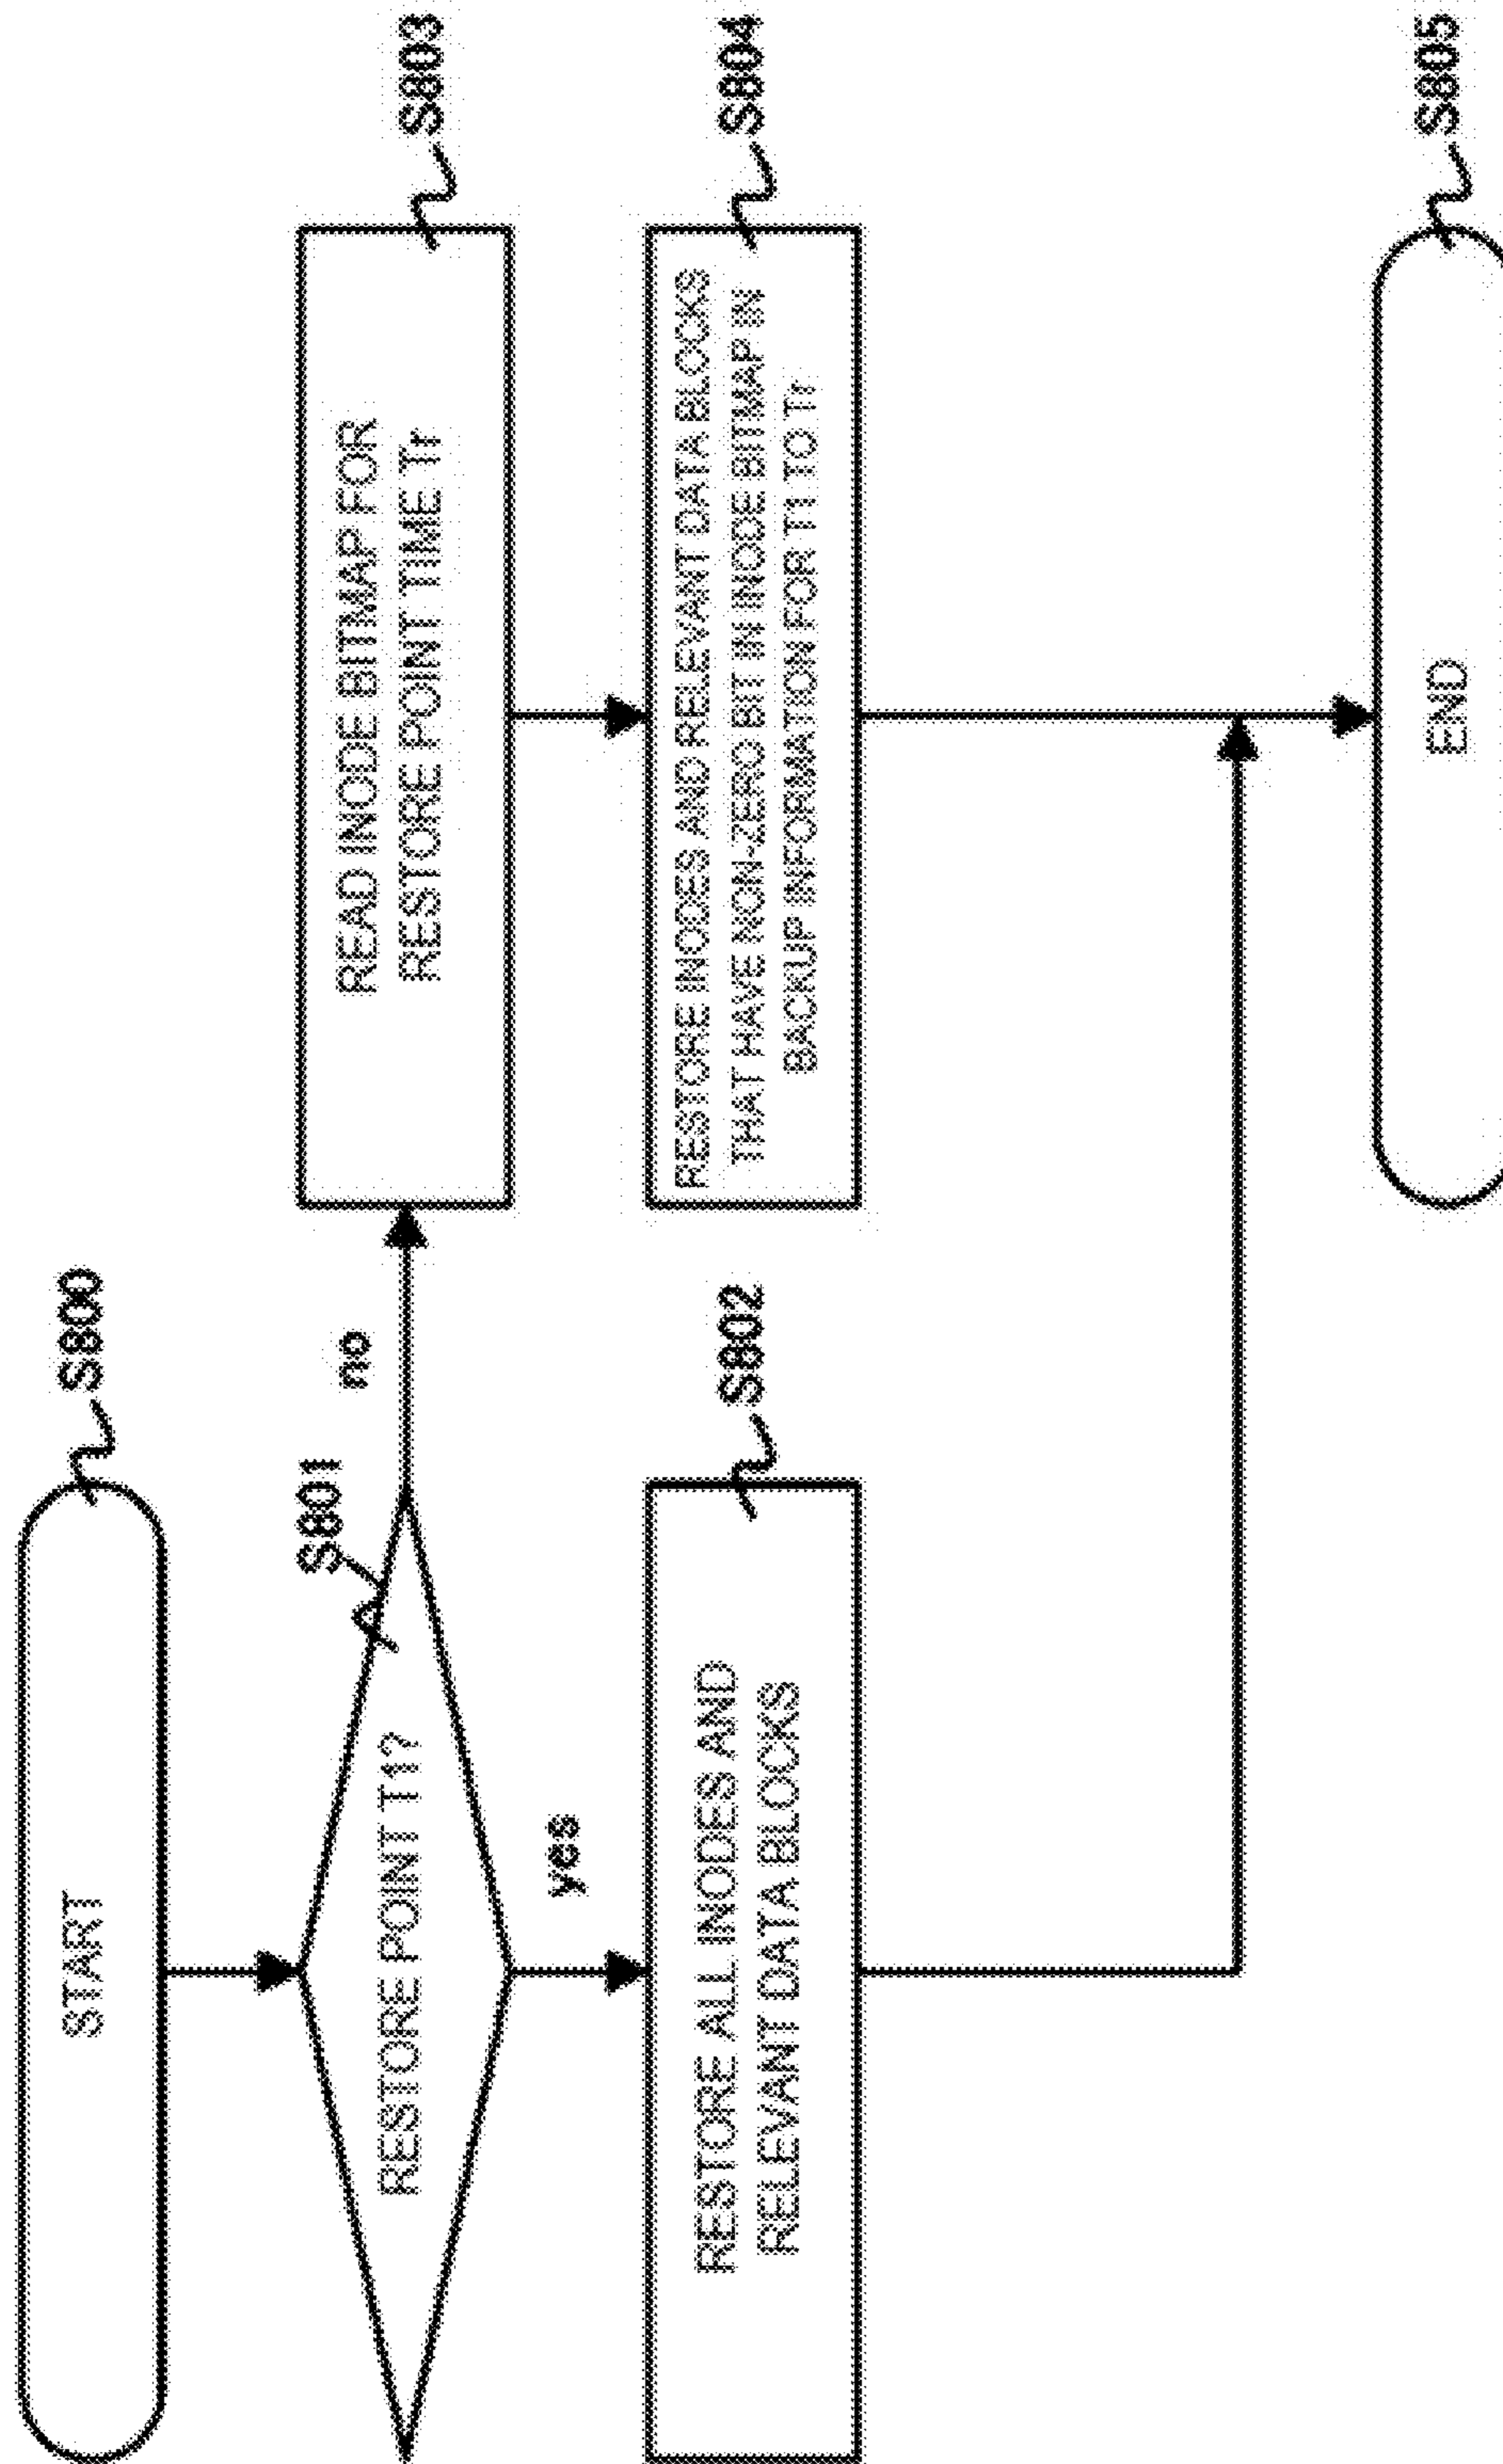 START
S800
RESTORE POINT T1?
S801
no
yes
RESTORE ALL INODES AND
RELEVANT DATA BLOCKS
S802
READ INODE BITMAP FOR
RESTORE POINT TIME Tr
S803
RESTORE INODES AND RELEVANT DATA BLOCKS
THAT HAVE NON-ZERO BIT IN INODE BITMAP IN
BACKUP INFORMATION FOR T1 TO Tr
S804
END
S805